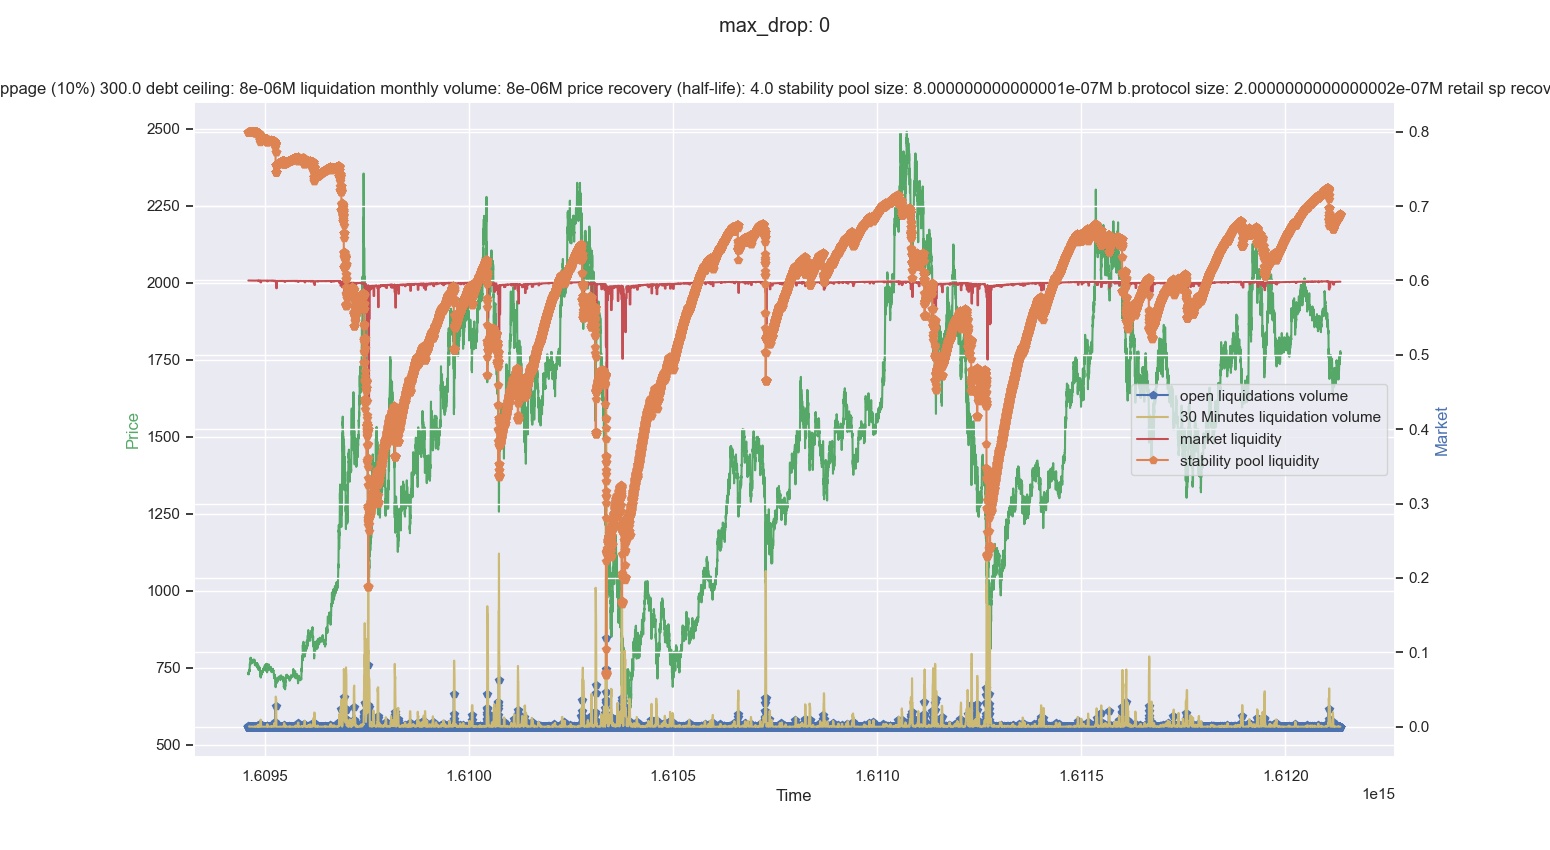 max_drop: 0
ppage (10%) 300.0 debt ceiling: 8e-06M liquidation monthly volume: 8e-06M price recovery (half-life): 4.0 stability pool size: 8.000000000000001e-07M b.protocol size: 2.0000000000000002e-07M retail sp recov
2500
2250
2000
1750
1500
1250
1000
750
500
Price
0.8
0.7
0.6
0.5
0.4
0.3
0.2
0.1
0.0
Market
open liquidations volume
30 Minutes liquidation volume
market liquidity
stability pool liquidity
1.6095 1.6100 1.6105 1.6110 1.6115 1.6120
1e15
Time